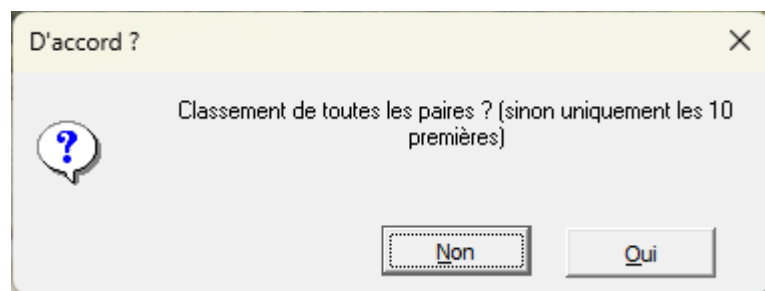 D'accord ?
Classement de toutes les paires ? (sinon uniquement les 10
premières)
Non
Oui